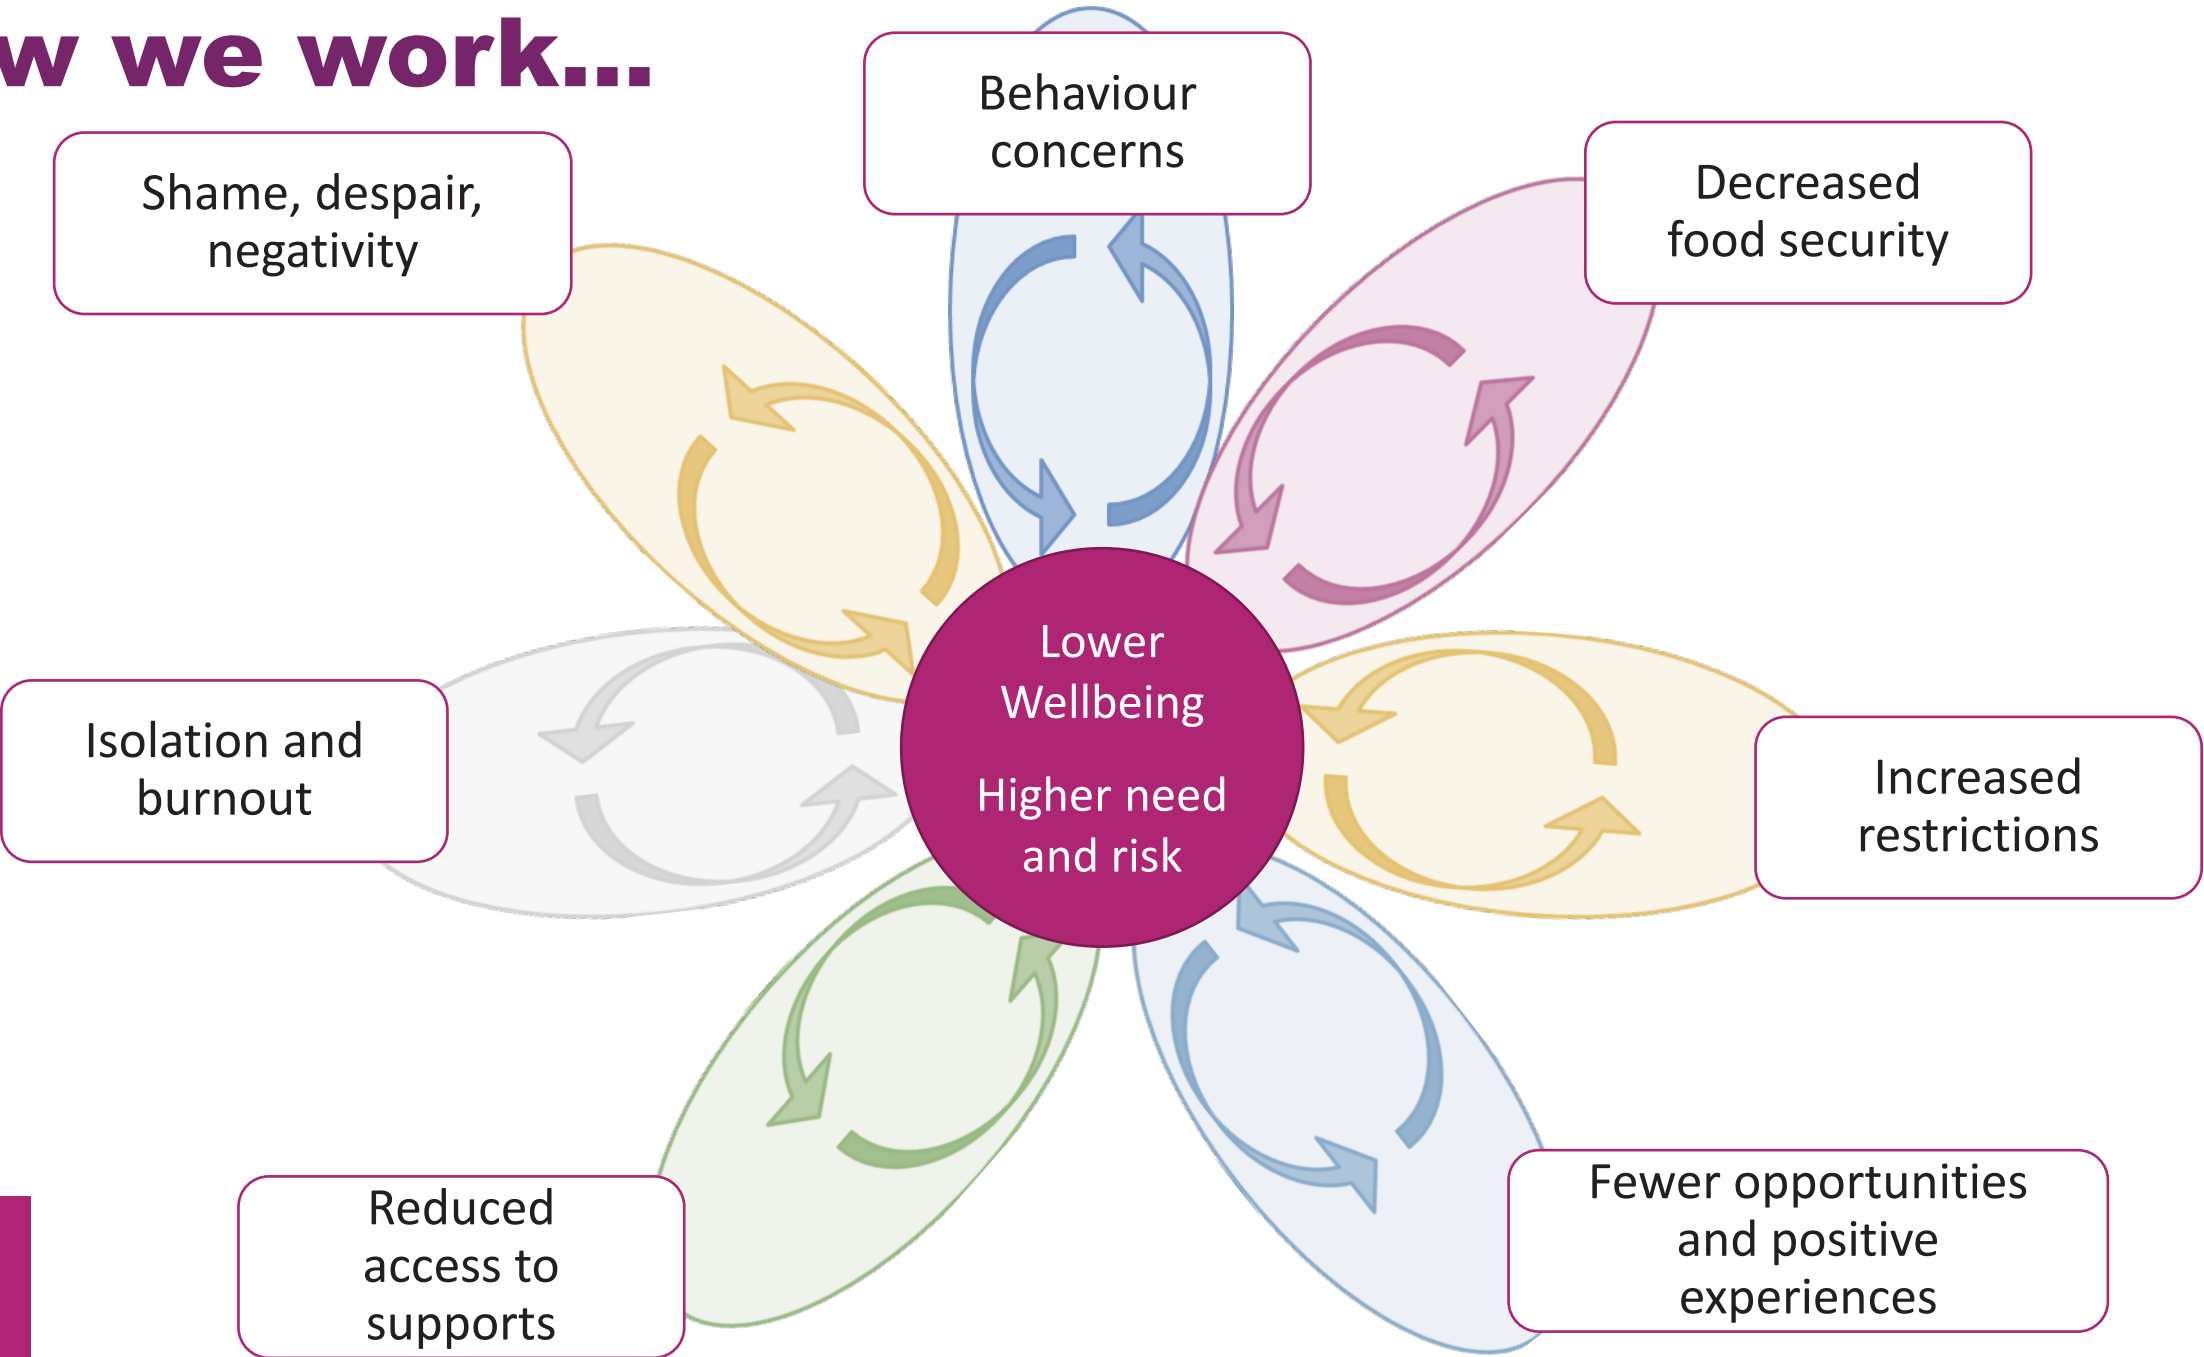 w we work...
Behaviour
concerns
Decreased
food security
Increased
restrictions
Fewer opportunities
and positive
experiences
Reduced
access to
supports
Isolation and
burnout
Shame, despair,
negativity
Lower
Wellbeing
Higher need
and risk